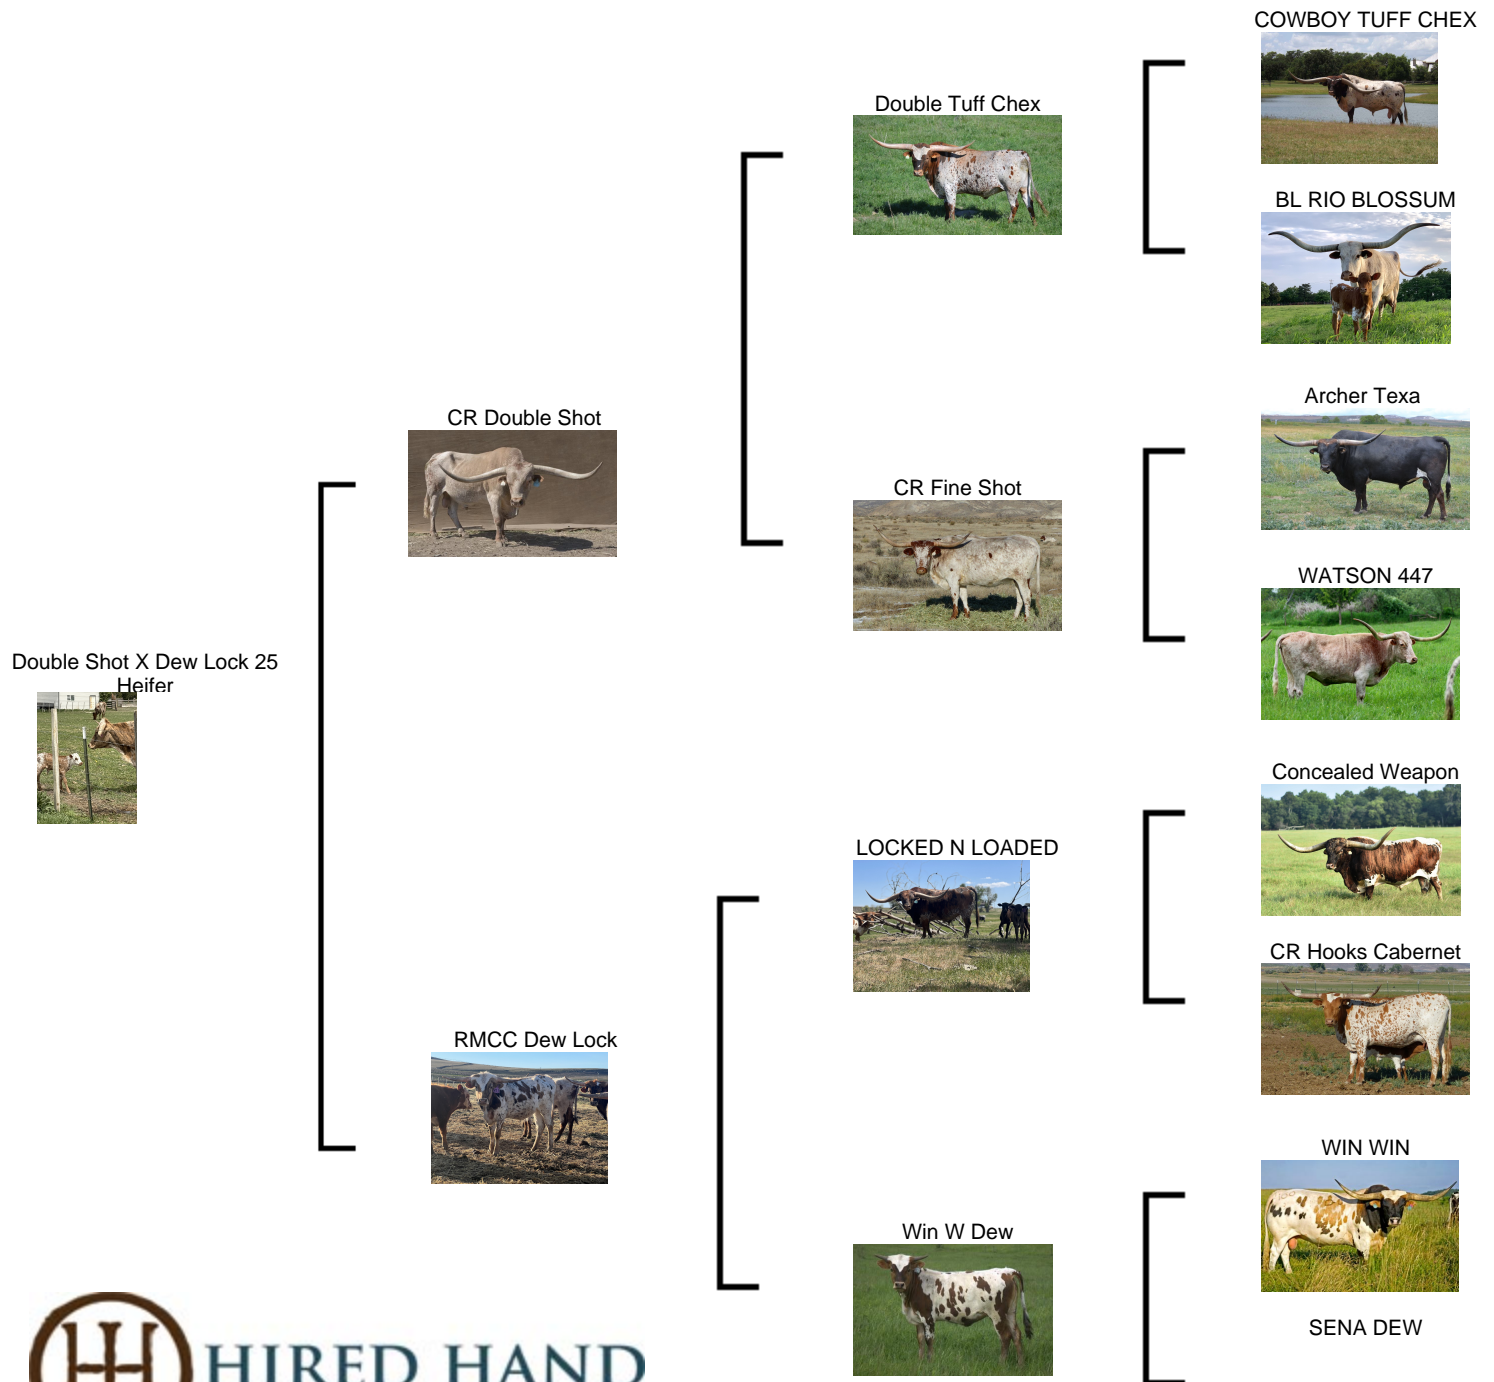 COWBOY TUFF CHEX
Double Tuff Chex
BL RIO BLOSSUM
Archer Texa
CR Double Shot
CR Fine Shot
WATSON 447
Double Shot X Dew Lock 25
Heifer
Concealed Weapon
LOCKED N LOADED
CR Hooks Cabernet
RMCC Dew Lock
WIN WIN
Win W Dew
SENA DEW
HIRED HAND